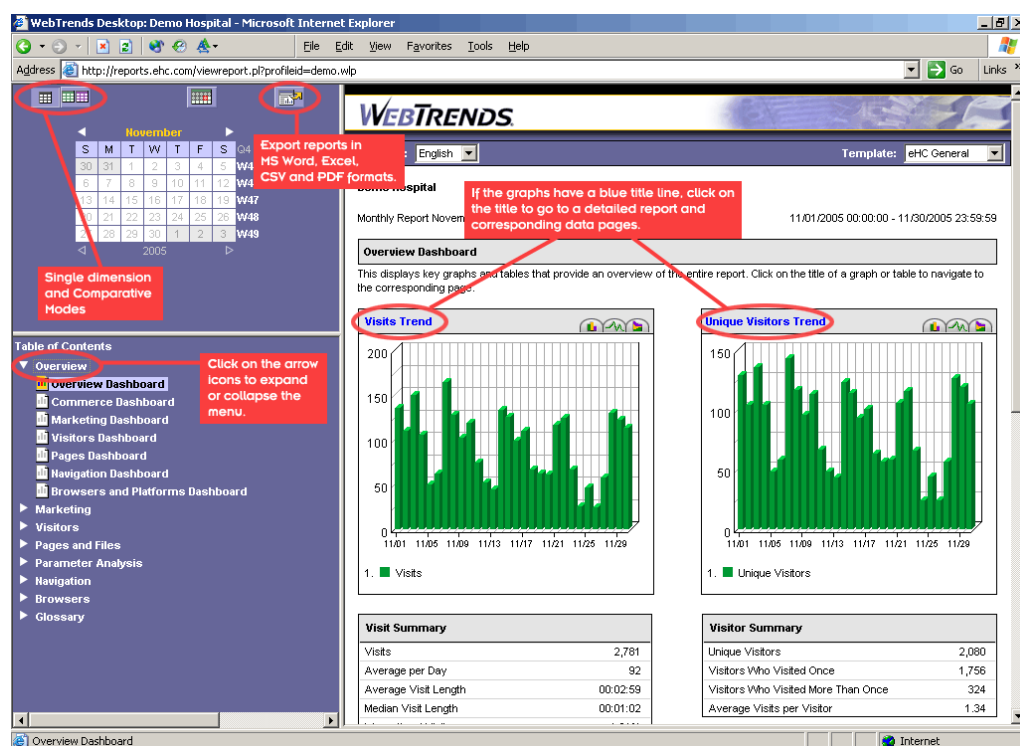 WebTrends Desktop: Demo Hospital - Microsoft Internet Explorer
File Edit View Favorites Tools Help
Address http://reports.ehc.com/viewreport.pl?profileid=demo.wlp Go Links »
November
S M T W T F S Q4
30 31 1 2 3 4 5 W4
6 7 8 9 10 11 12 W4
13 14 15 16 17 18 19 W47
20 21 22 23 24 25 26 W48
27 28 29 30 1 2 3 W49
2005
Export reports in
MS Word, Excel,
CSV and PDF formats.
Single dimension
and Comparative
Modes
Table of Contents
Overview
Overview Dashboard
Commerce Dashboard
Marketing Dashboard
Visitors Dashboard
Pages Dashboard
Navigation Dashboard
Browsers and Platforms Dashboard
Marketing
Visitors
Pages and Files
Parameter Analysis
Navigation
Browsers
Glossary
Click on the arrow
icons to expand
or collapse the
menu.
WEBTRENDS.
: English Template: eHC General
Demo Hospital
If the graphs have a blue title line, click on
the title to go to a detailed report and
corresponding data pages.
Monthly Report Novem 11/01/2005 00:00:00 - 11/30/2005 23:59:59
Overview Dashboard
This displays key graphs and tables that provide an overview of the entire report. Click on the title of a graph or table to navigate to
the corresponding page.
Visits Trend
200
150
100
50
0
11/01 11/05 11/09 11/13 11/17 11/21 11/25 11/29
1. Visits
Unique Visitors Trend
150
100
50
0
11/01 11/05 11/09 11/13 11/17 11/21 11/25 11/29
1. Unique Visitors
Visit Summary
Visits 2,781
Average per Day 92
Average Visit Length 00:02:59
Median Visit Length 00:01:02
Visitor Summary
Unique Visitors 2,080
Visitors Who Visited Once 1,756
Visitors Who Visited More Than Once 324
Average Visits per Visitor 1.34
Overview Dashboard Internet